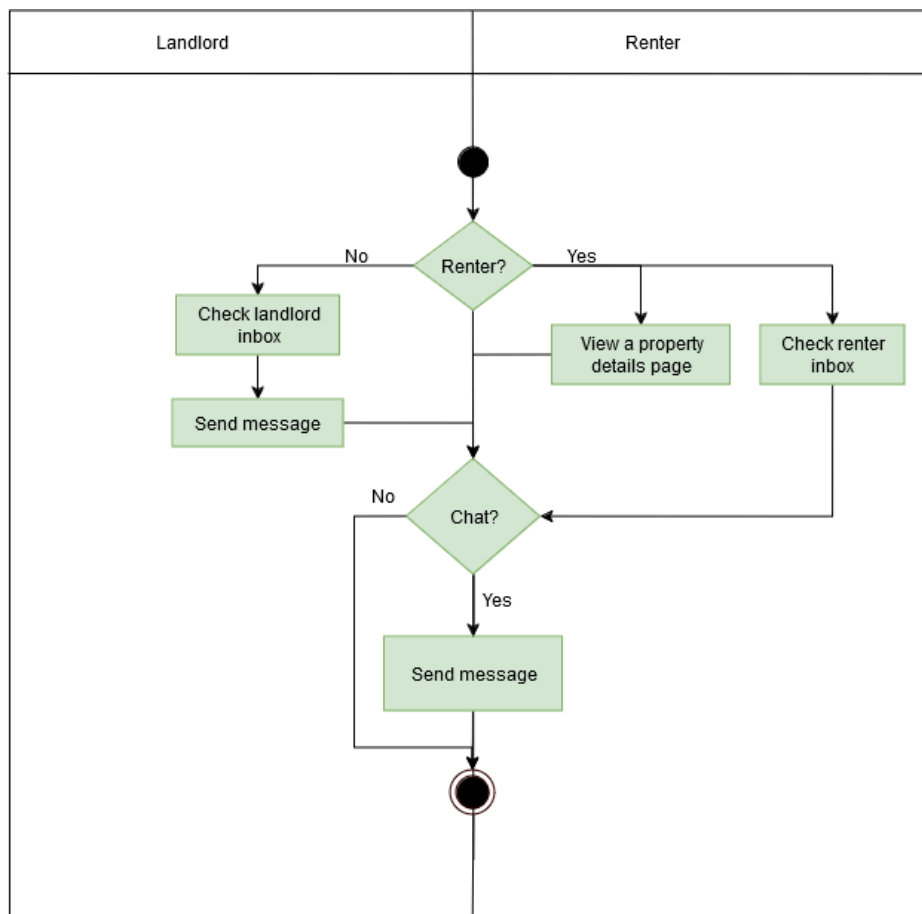 Landlord
Renter
No
Renter?
Yes
Check landlord
inbox
View a property
details page
Check renter
inbox
Send message
No
Chat?
Yes
Send message